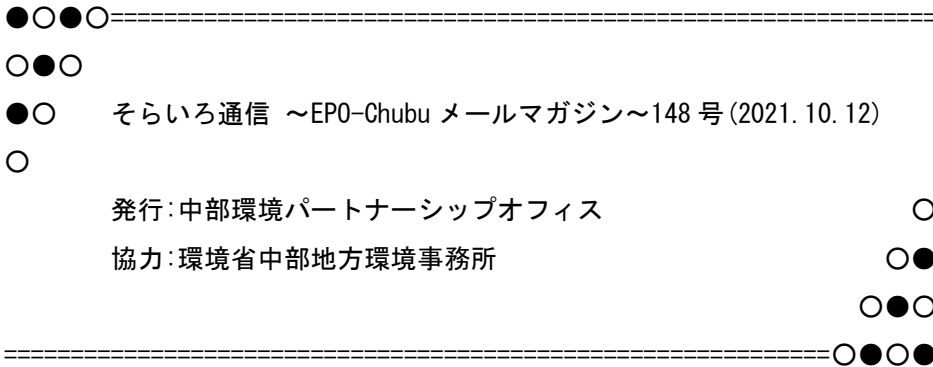 ●○●○==============================================================
○●○
●○ そらいろ通信 ～EPO-Chubu メールマガジン～148 号(2021.10.12)
○
発行:中部環境パートナーシップオフィス ○
協力:環境省中部地方環境事務所 ○●
○●○
==============================================================○●○●